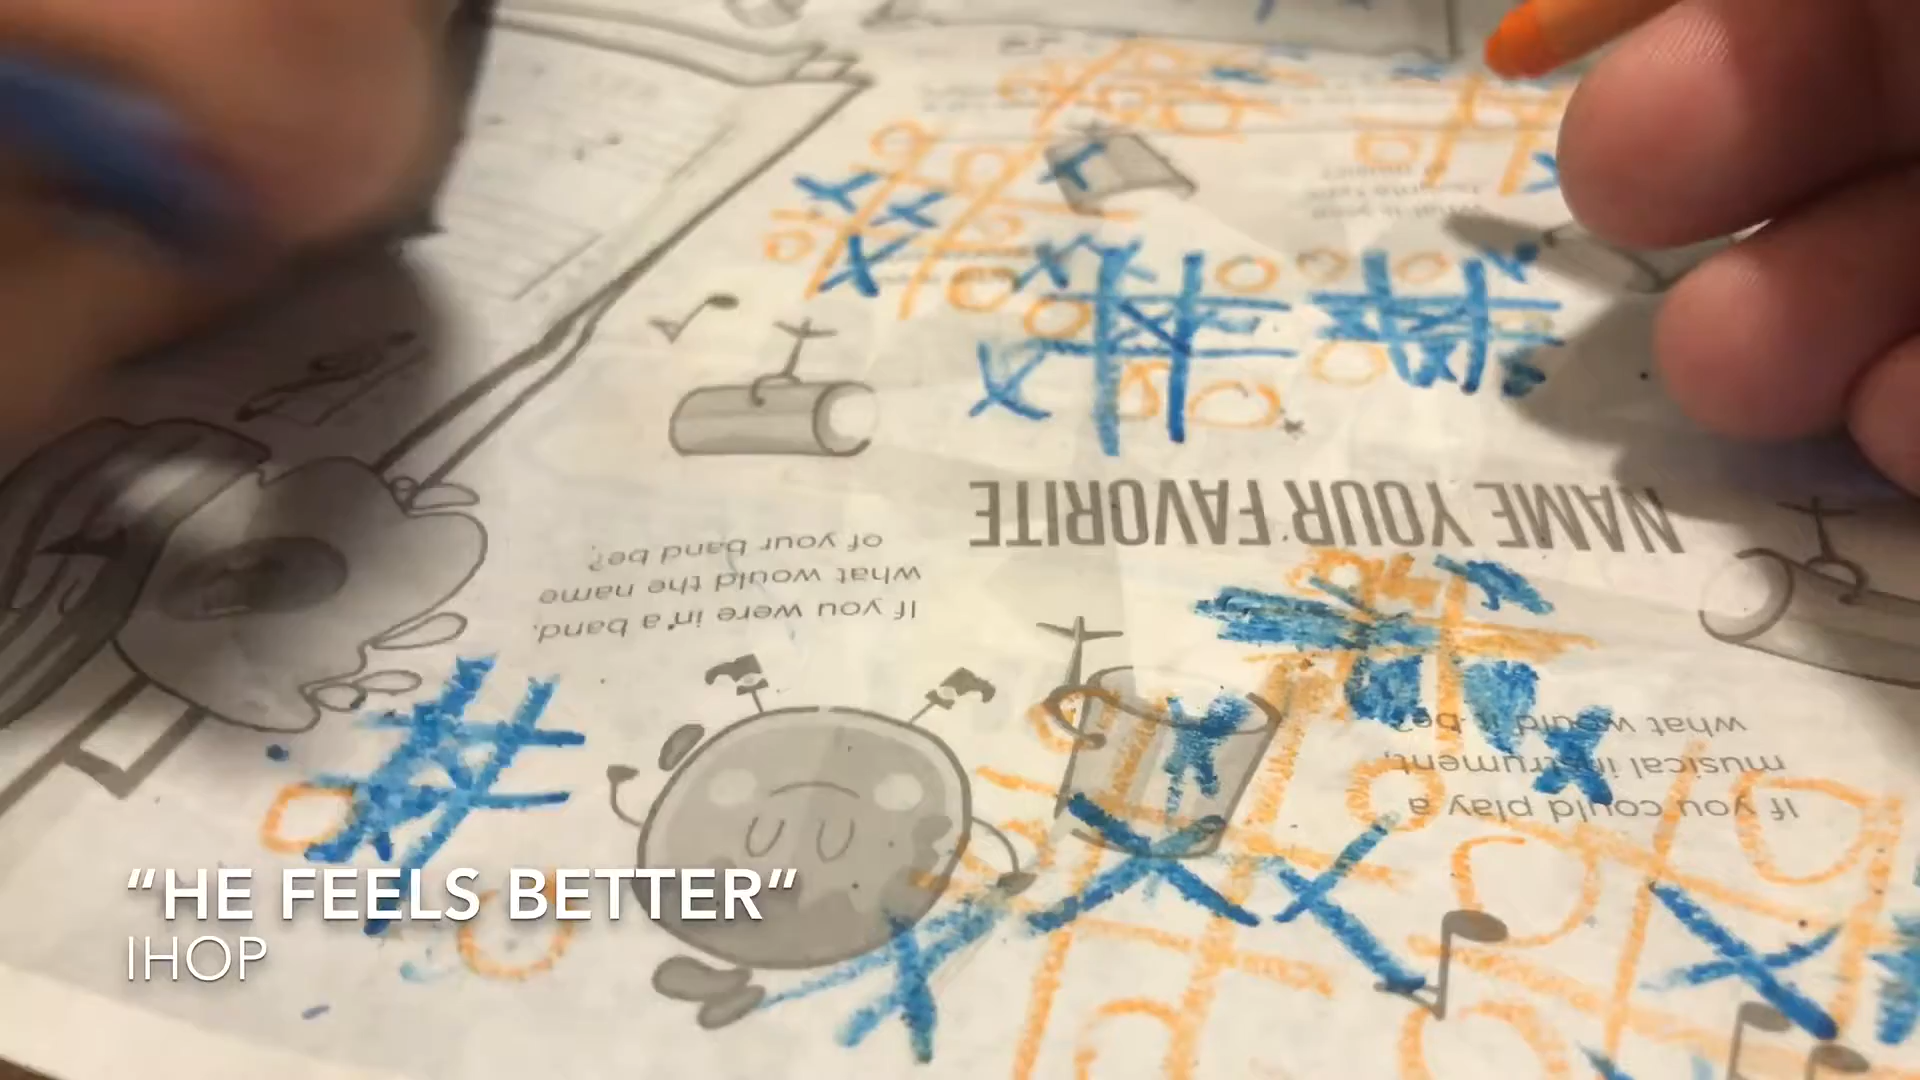 NAME YOUR FAVORITE
If you were in a band,
what would the name
of your band be?
If you could play a
musical instrument,
what would it be?
“HE FEELS BETTER”
IHOP